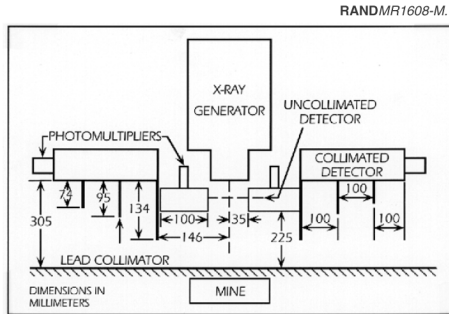 RANDMR1608-M.
X-RAY
GENERATOR
UNCOLLIMATED
DETECTOR
PHOTOMULTIPLIERS
COLLIMATED
DETECTOR
74
95
134
305
100
35
146
225
100
100
100
LEAD COLLIMATOR
DIMENSIONS IN
MILLIMETERS
MINE